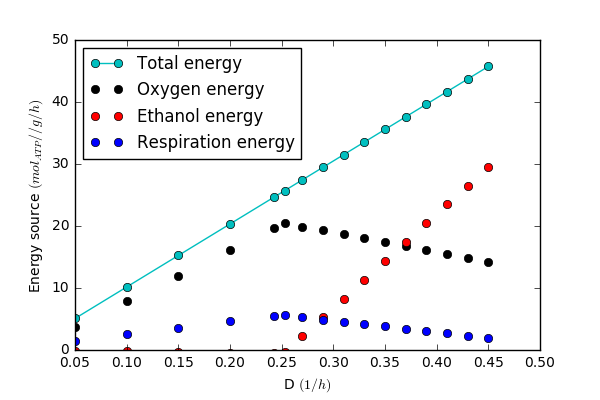 50
40
30
20
10
0
Energy source (mol_ATP//g/h)
Total energy
Oxygen energy
Ethanol energy
Respiration energy
0.05 0.10 0.15 0.20 0.25 0.30 0.35 0.40 0.45 0.50
D (1/h)